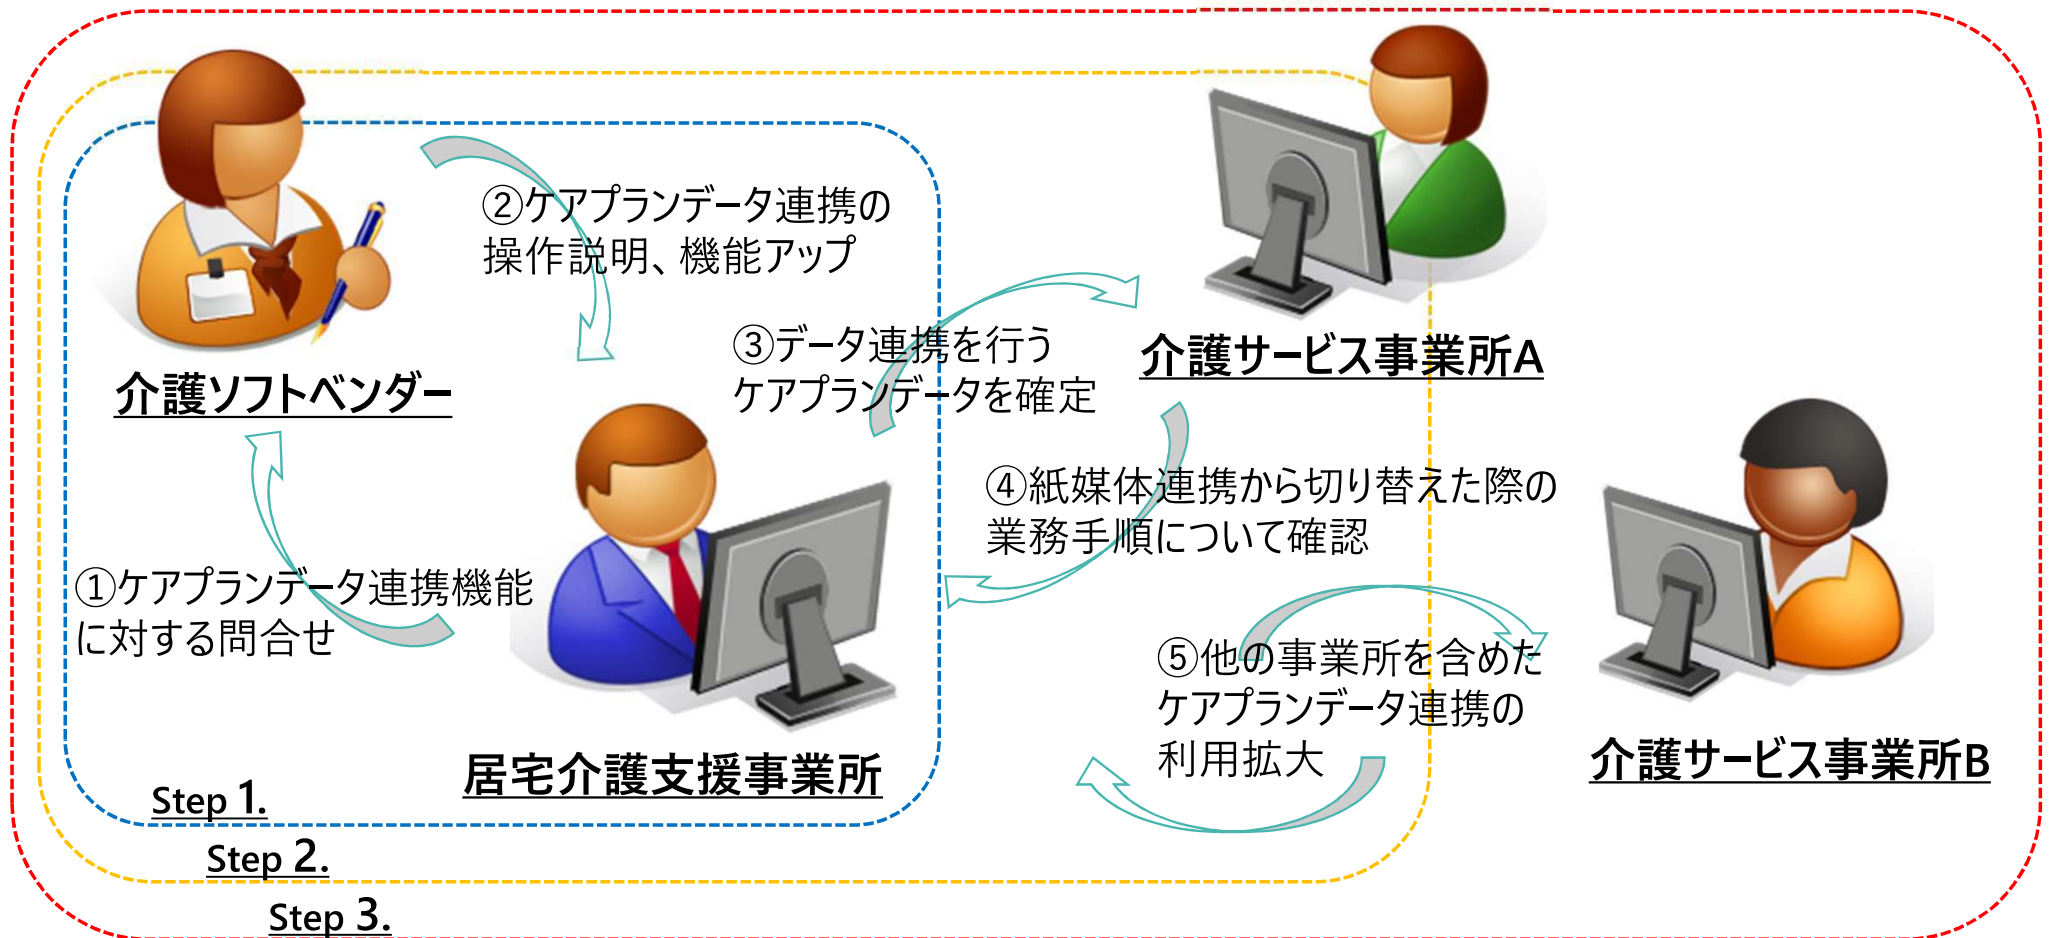 ②ケアプランデータ連携の
操作説明、機能アップ
③データ連携を行う
ケアプランデータを確定
介護サービス事業所A
介護ソフトベンダー
④紙媒体連携から切り替えた際の
業務手順について確認
①ケアプランデータ連携機能
に対する問合せ
⑤他の事業所を含めた
ケアプランデータ連携の
利用拡大
居宅介護支援事業所
介護サービス事業所B
Step 1.
Step 2.
Step 3.